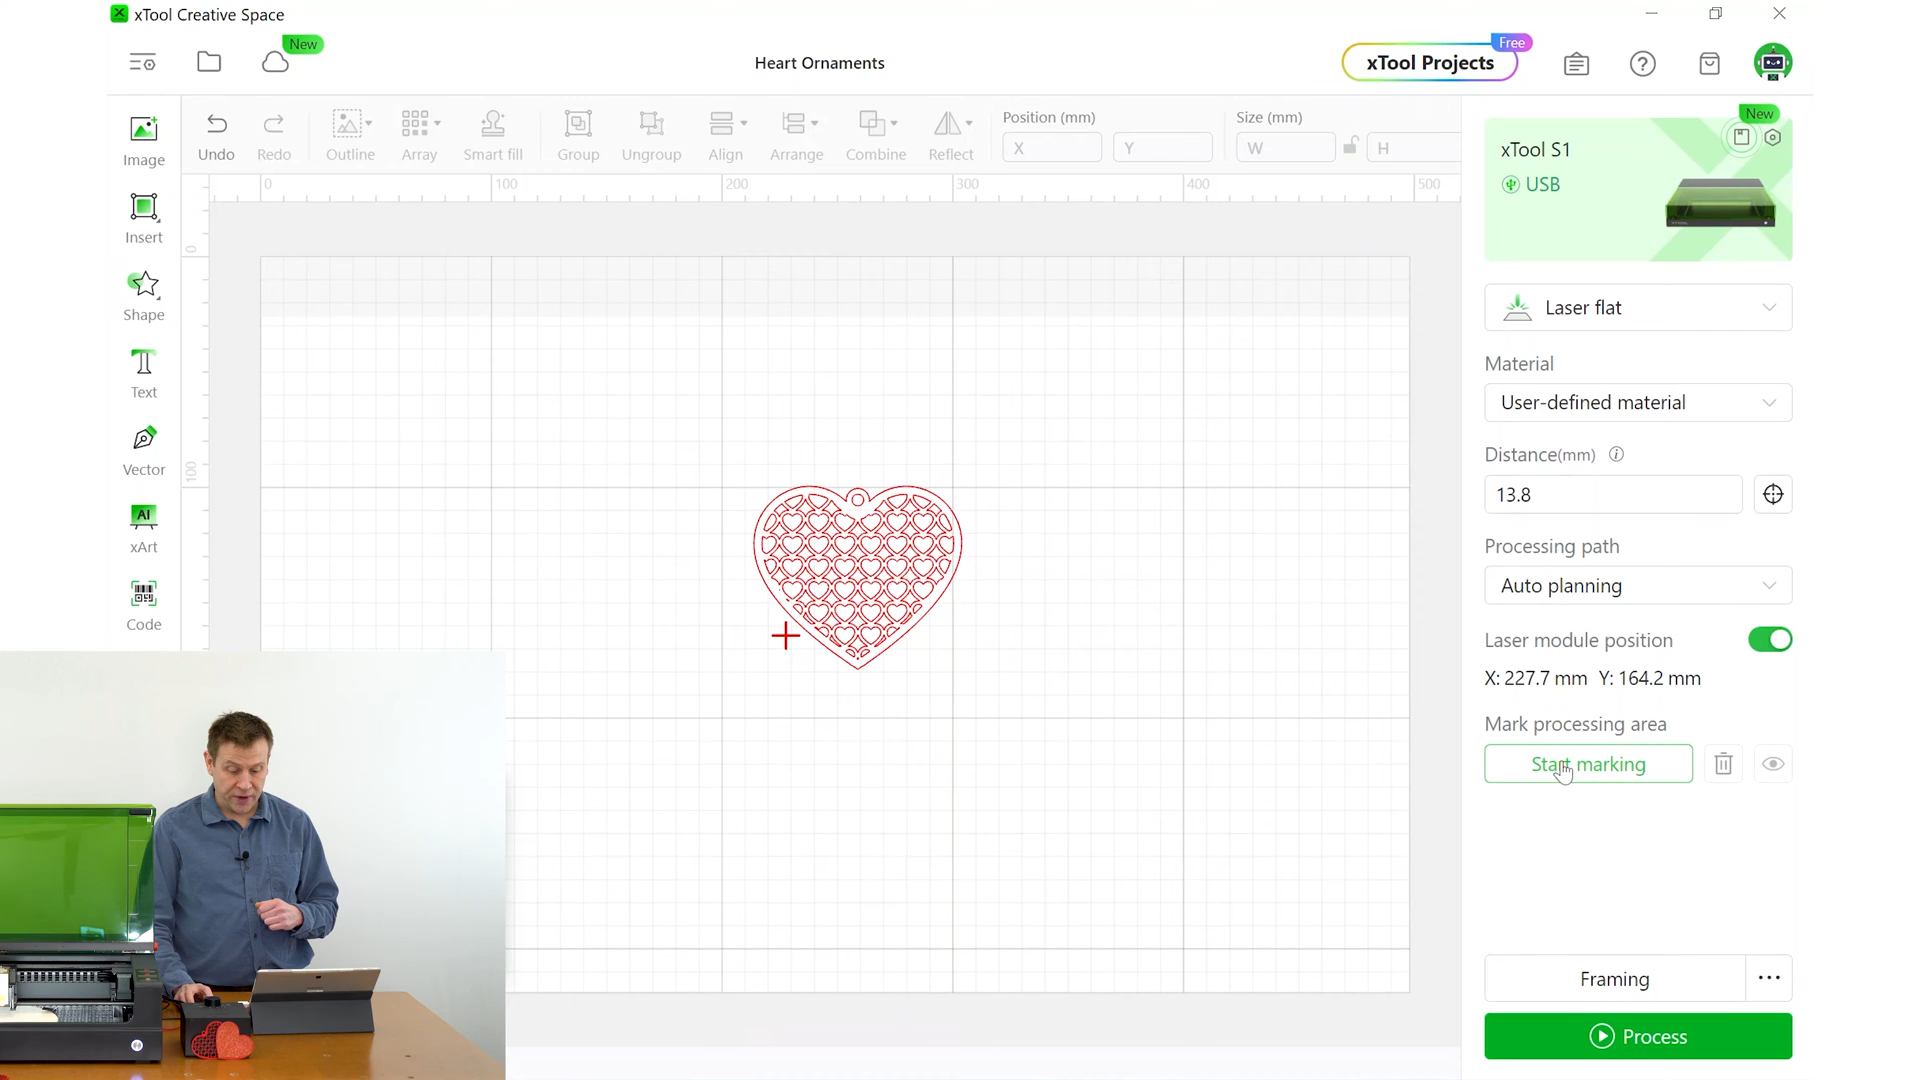 xTool Creative Space
New
Heart Ornaments
xTool Projects
Free
Image
Insert
Shape
Text
Vector
AI
xArt
Code
Undo
Redo
Outline
Array
Smart fill
Group
Ungroup
Align
Arrange
Combine
Reflect
Position (mm)
X
Y
Size (mm)
W
H
0
100
200
300
400
500
0
100
New
xTool S1
USB
Laser flat
Material
User-defined material
Distance(mm)
13.8
Processing path
Auto planning
Laser module position
X: 227.7 mm Y: 164.2 mm
Mark processing area
Start marking
Framing
Process